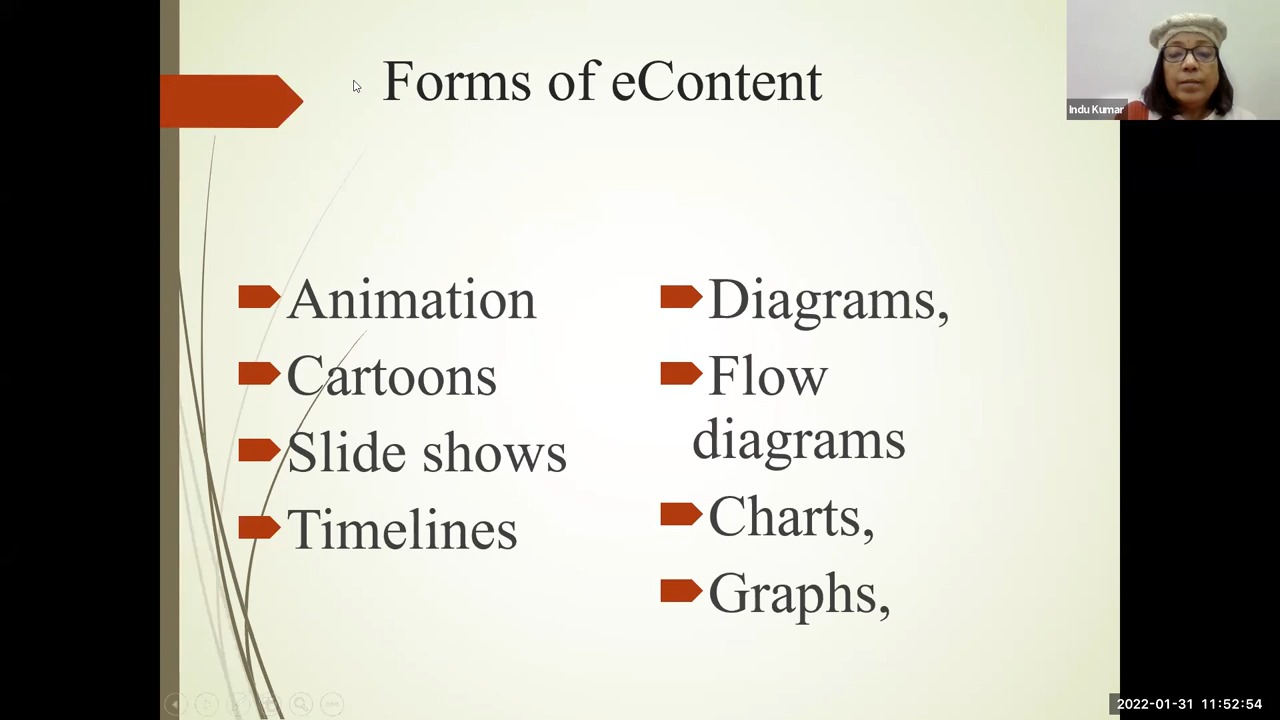 Forms of eContent
Indu Kumar
Animation
Cartoons
Slide shows
Timelines
Diagrams,
Flow
diagrams
Charts,
Graphs,
2022-01-31 11:52:54